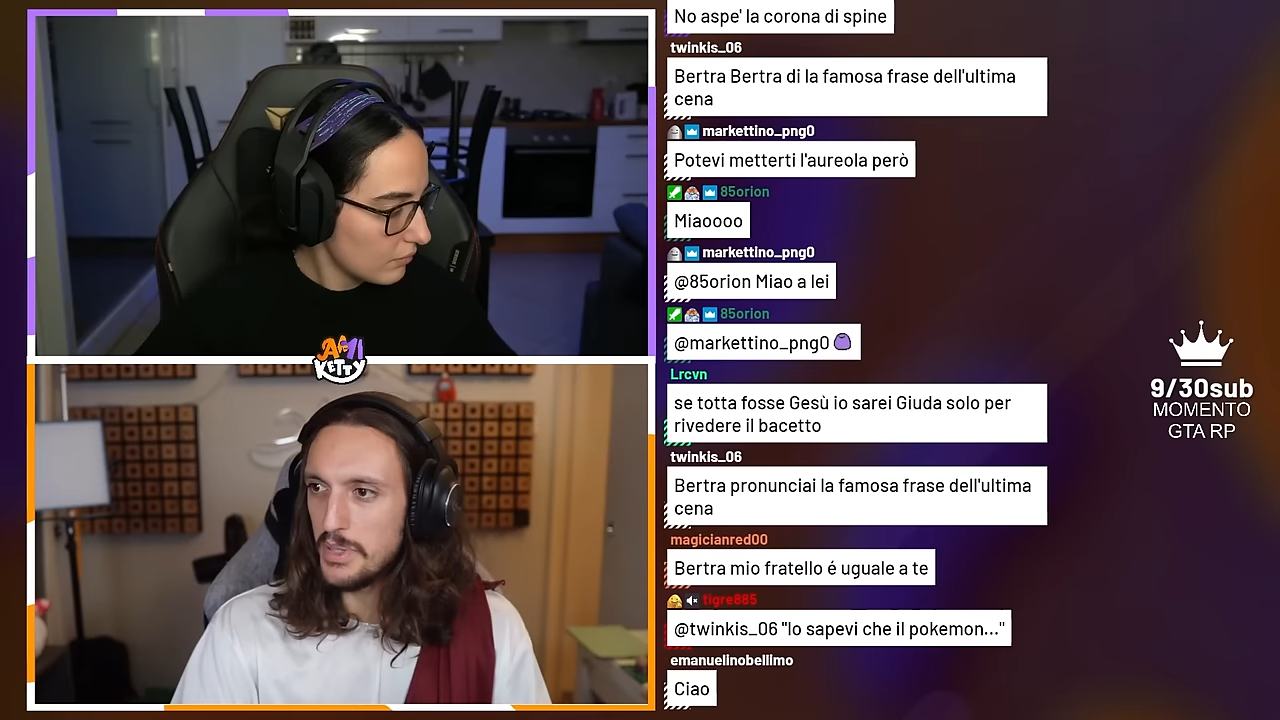 No aspe' la corona di spine
twinkis_06
Bertra Bertra di la famosa frase dell'ultima
cena
markettino_png0
Potevi metterti l'aureola però
85orion
Miaoooo
markettino_png0
@85orion Miao a lei
85orion
@markettino_png0
Lrcvn
se totta fosse Gesù io sarei Giuda solo per
rivedere il bacetto
twinkis_06
Bertra pronunciai la famosa frase dell'ultima
cena
magicianred00
Bertra mio fratello é uguale a te
tigre885
@twinkis_06 "lo sapevi che il pokemon..."
emanuelinobellimo
Ciao
AMI
KETTY
9/30sub
MOMENTO
GTA RP